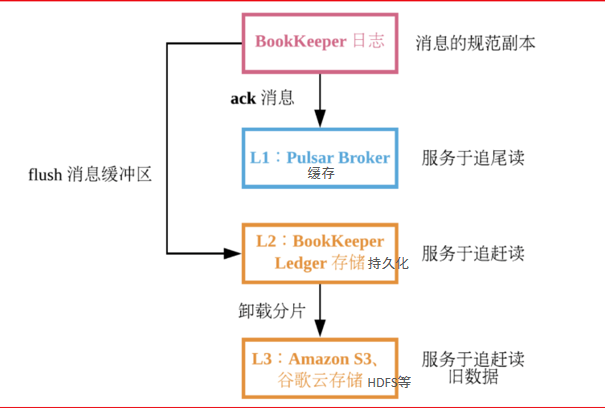 BookKeeper 日志
消息的规范副本
ack 消息
L1：Pulsar Broker
缓存
服务于追尾读
flush 消息缓冲区
L2：BookKeeper
Ledger 存储 持久化
服务于追赶读
卸载分片
L3：Amazon S3、
谷歌云存储 HDFS等
服务于追赶读
旧数据